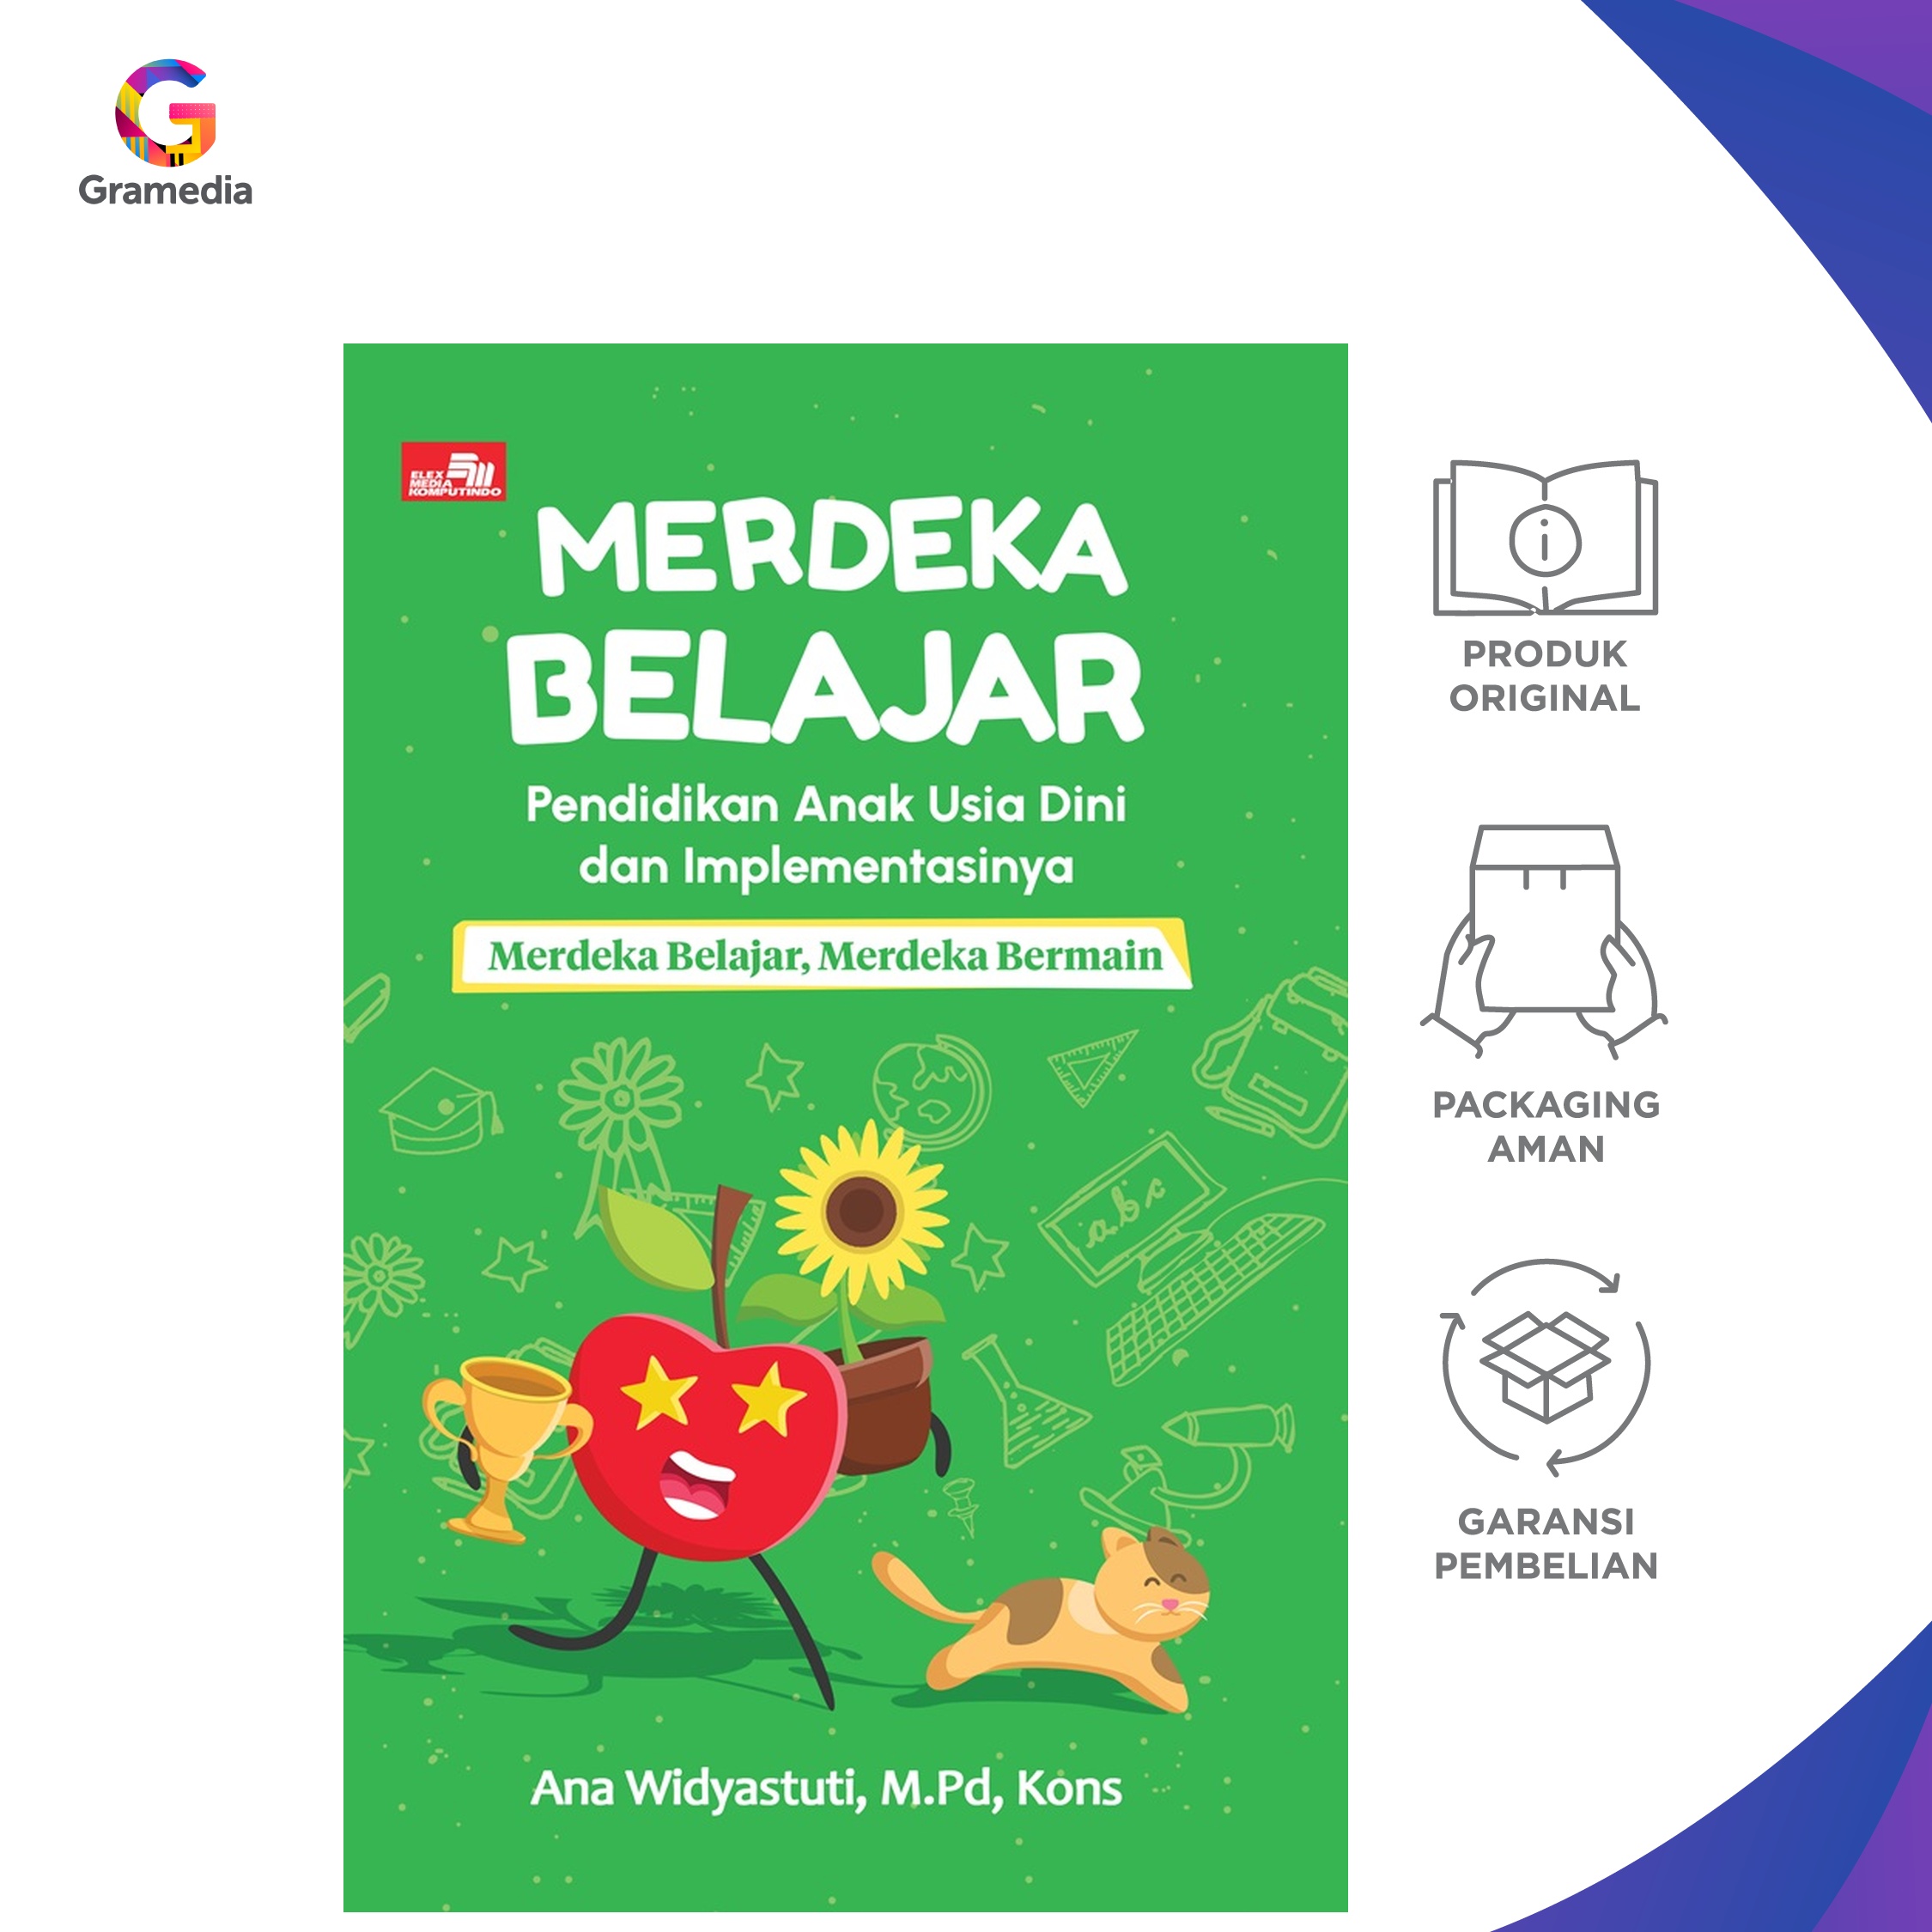 Gramedia
ELEX
MEDIA
KOMPUTINDO
MERDEKA
BELAJAR
Pendidikan Anak Usia Dini
dan Implementasinya
Merdeka Belajar, Merdeka Bermain
abc
Ana Widyastuti, M.Pd, Kons
PRODUK
ORIGINAL
PACKAGING
AMAN
GARANSI
PEMBELIAN